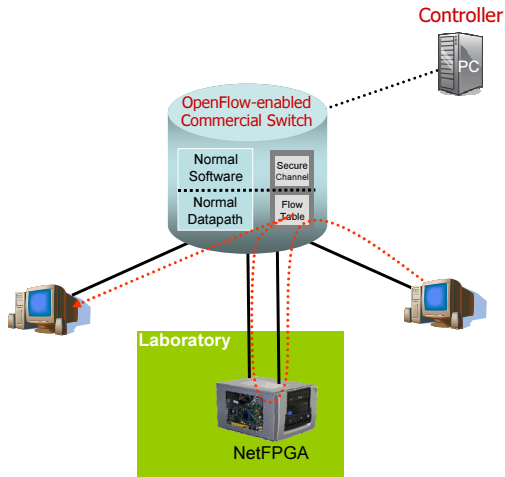 Controller
PC
OpenFlow-enabled
Commercial Switch
Normal
Software
Secure
Channel
Normal
Datapath
Flow
Table
Laboratory
NetFPGA